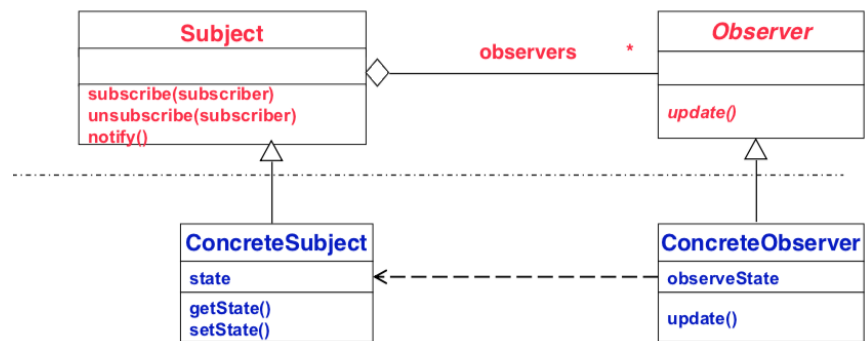 Subject
subscribe(subscriber)
unsubscribe(subscriber)
notify()
observers *
Observer
update()
ConcreteSubject
state
getState()
setState()
ConcreteObserver
observeState
update()